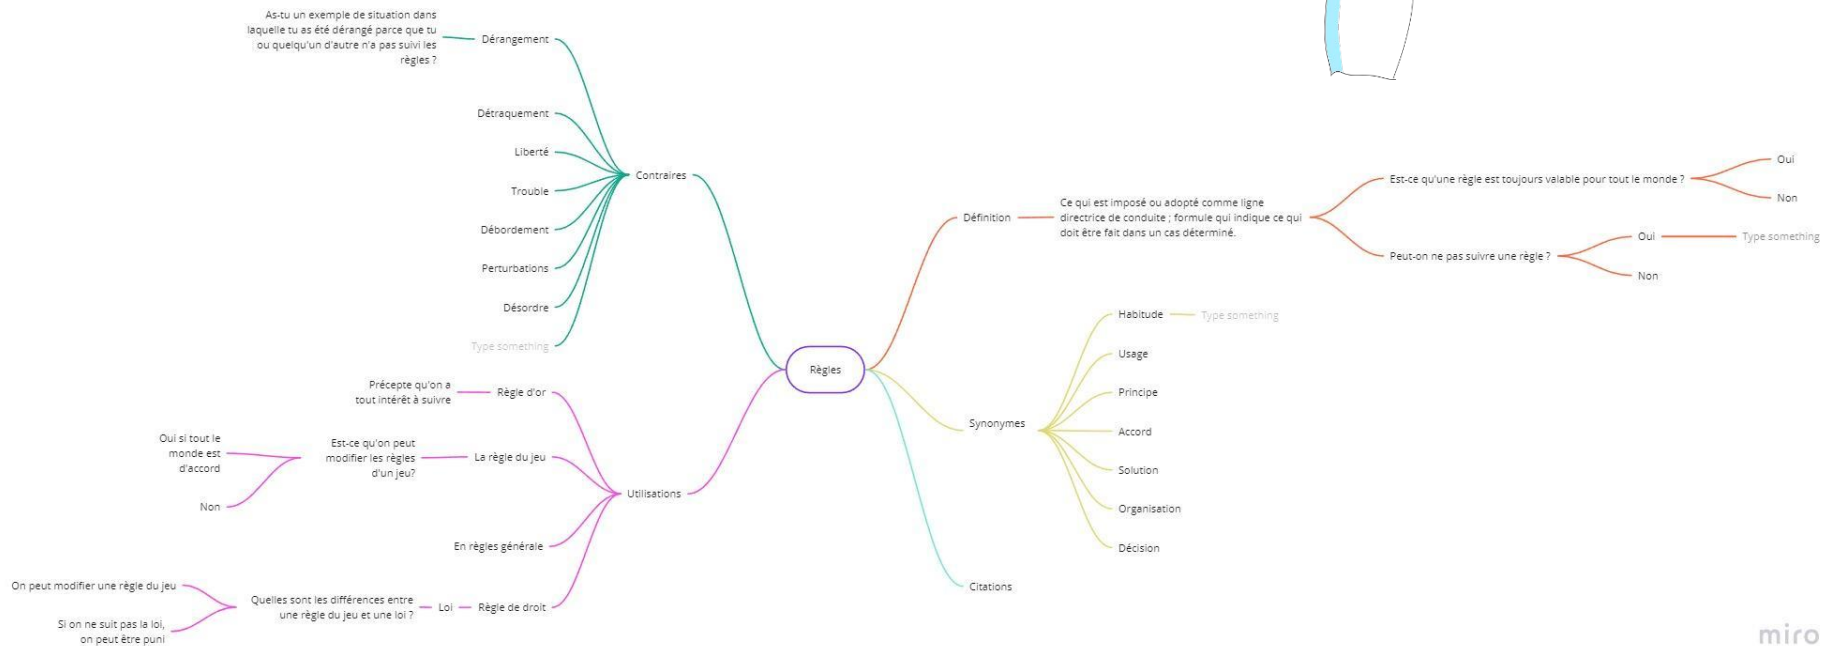 As-tu un exemple de situation dans
laquelle tu as été dérangé parce que tu
ou quelqu'un d'autre n'a pas suivi les
règles ?
Dérangement
Détraquement
Liberté
Trouble
Débordement
Perturbations
Désordre
Type something
Contraires
Précepte qu'on a
tout intérêt à suivre
Règle d'or
Oui si tout le
monde est
d'accord
Non
Est-ce qu'on peut
modifier les règles
d'un jeu?
La règle du jeu
En règles générale
On peut modifier une règle du jeu
Si on ne suit pas la loi,
on peut être puni
Quelles sont les différences entre
une règle du jeu et une loi ?
Loi
Règle de droit
Utilisations
Règles
Définition
Ce qui est imposé ou adopté comme ligne
directrice de conduite ; formule qui indique ce qui
doit être fait dans un cas déterminé.
Est-ce qu'une règle est toujours valable pour tout le monde ?
Oui
Non
Peut-on ne pas suivre une règle ?
Oui
Type something
Non
Synonymes
Habitude
Type something
Usage
Principe
Accord
Solution
Organisation
Décision
Citations
miro